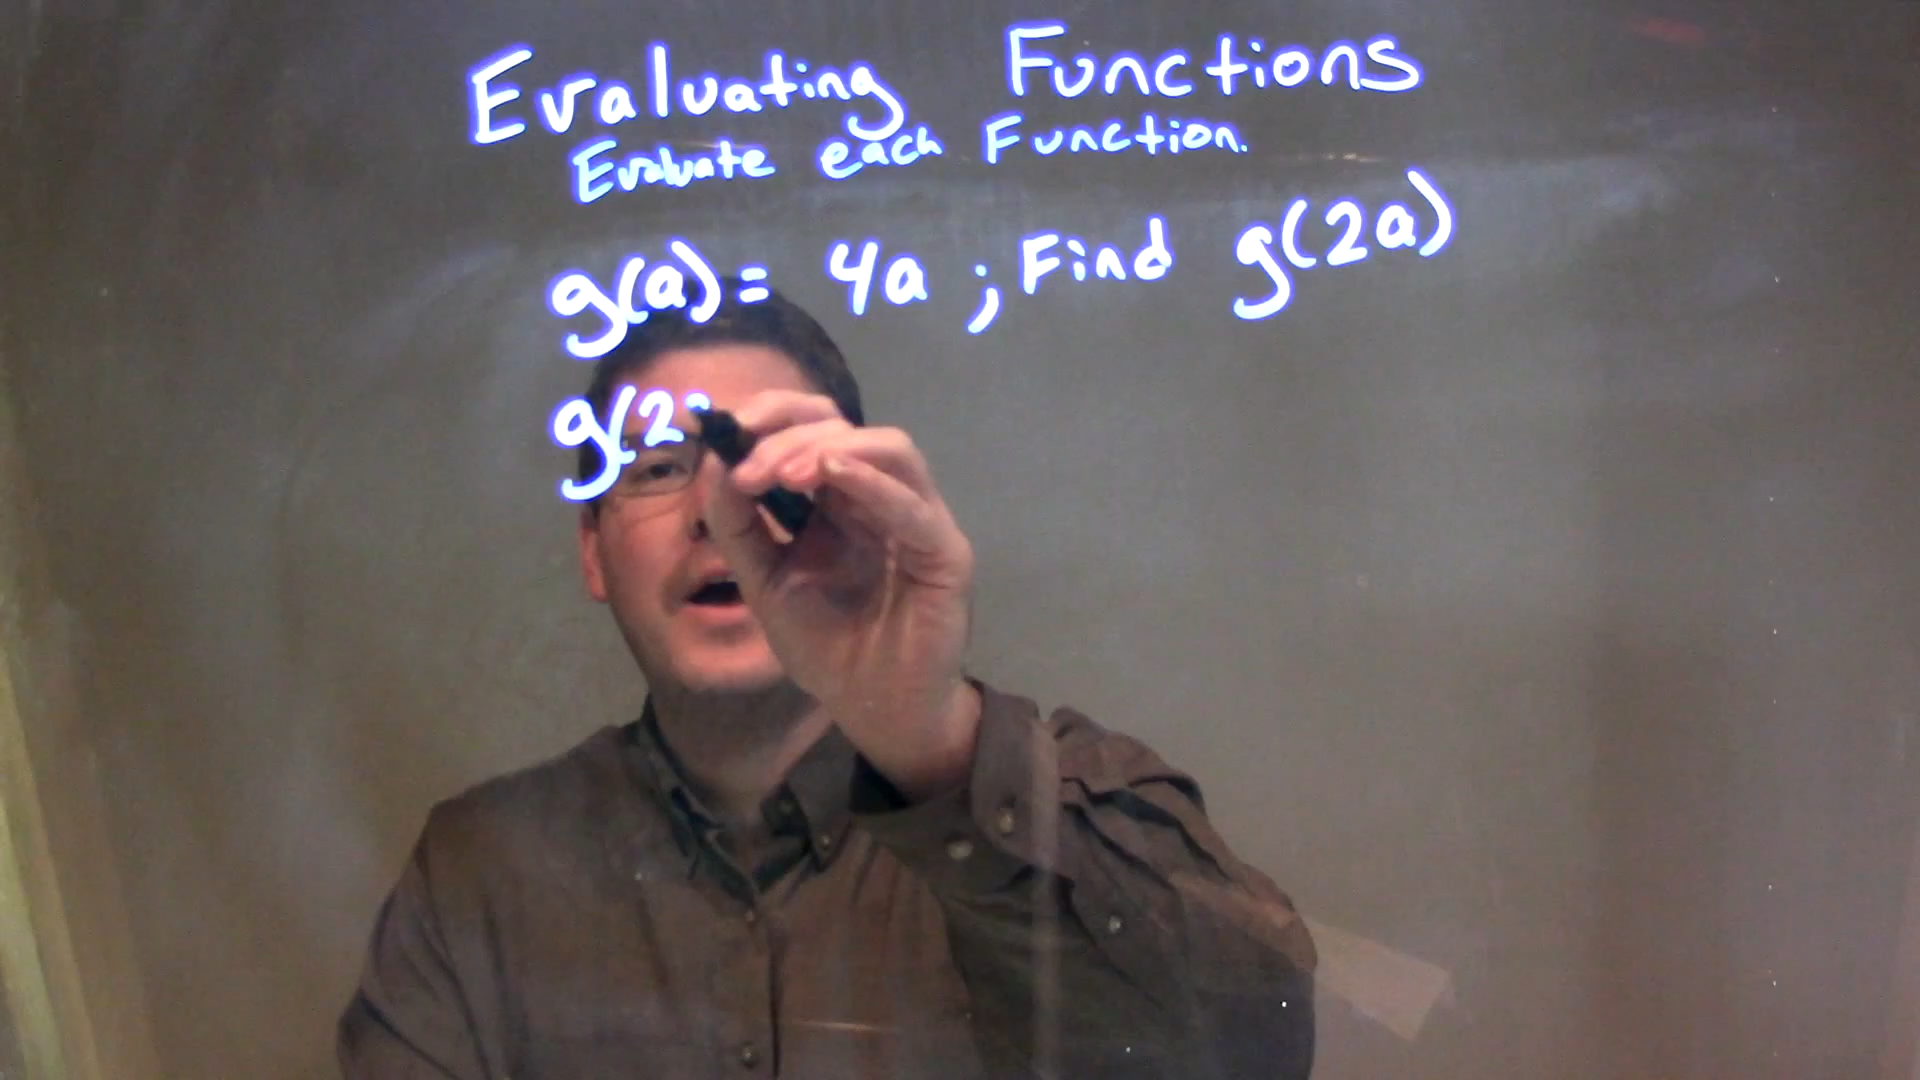 Evaluating Functions
Evaluate each Function.
g(a) = 4a ; Find g(2a)
g(2